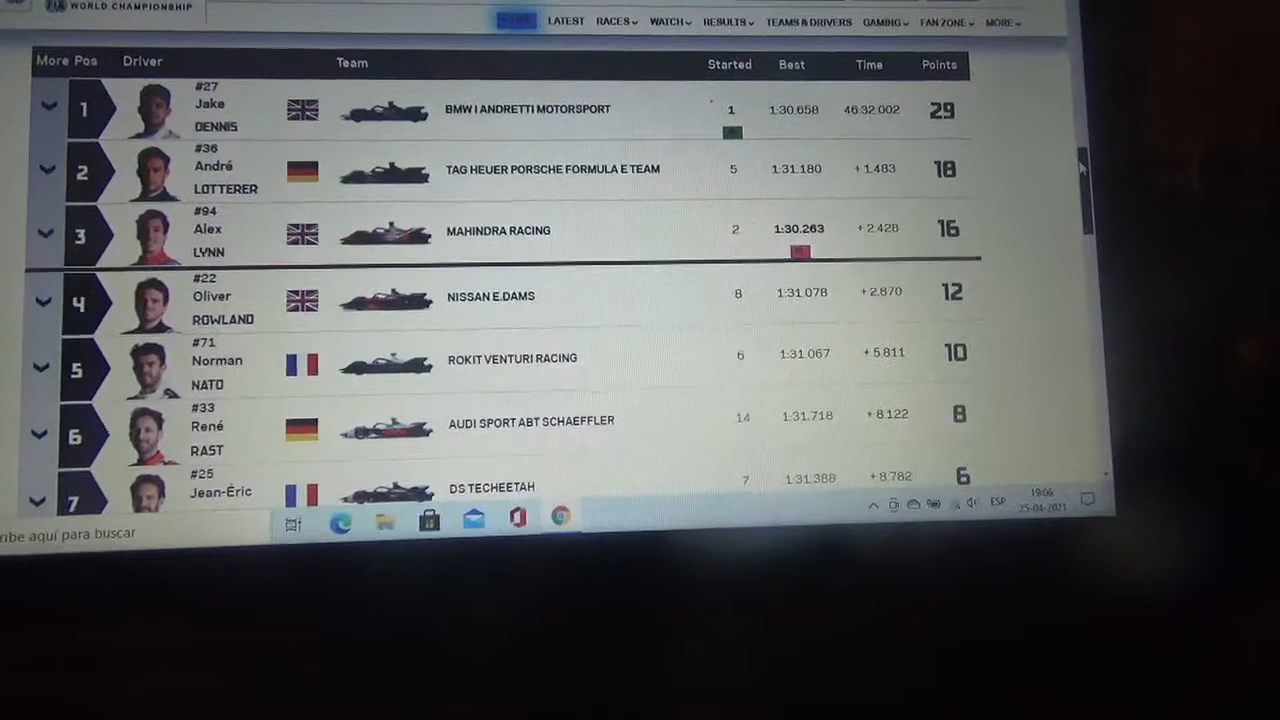 WORLD CHAMPIONSHIP
LATEST RACES WATCH RESULTS TEAMS & DRIVERS GAMING FAN ZONE MORE
More Pos Driver Team Started Best Time Points
1 #27 Jake DENNIS BMW I ANDRETTI MOTORSPORT 1 1:30.658 46:32.002 29
2 #36 André LOTTERER TAG HEUER PORSCHE FORMULA E TEAM 5 1:31.180 + 1.483 18
3 #94 Alex LYNN MAHINDRA RACING 2 1:30.263 + 2.428 16
4 #22 Oliver ROWLAND NISSAN E.DAMS 8 1:31.078 + 2.870 12
5 #71 Norman NATO ROKIT VENTURI RACING 6 1:31.067 + 5.811 10
6 #33 René RAST AUDI SPORT ABT SCHAEFFLER 14 1:31.718 + 8.122 8
7 #25 Jean-Éric DS TECHEETAH 7 1:31.388 + 8.782 6
ribe aquí para buscar
ESP 19:06
25-04-2021